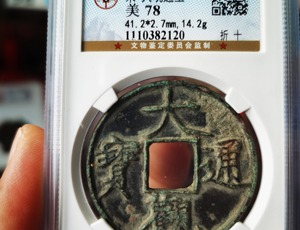 美 78
41.2*2.7mm,14.2g
1110382120 折十
★ 文物鉴定委员会监制 ★
大
寳 通
觀